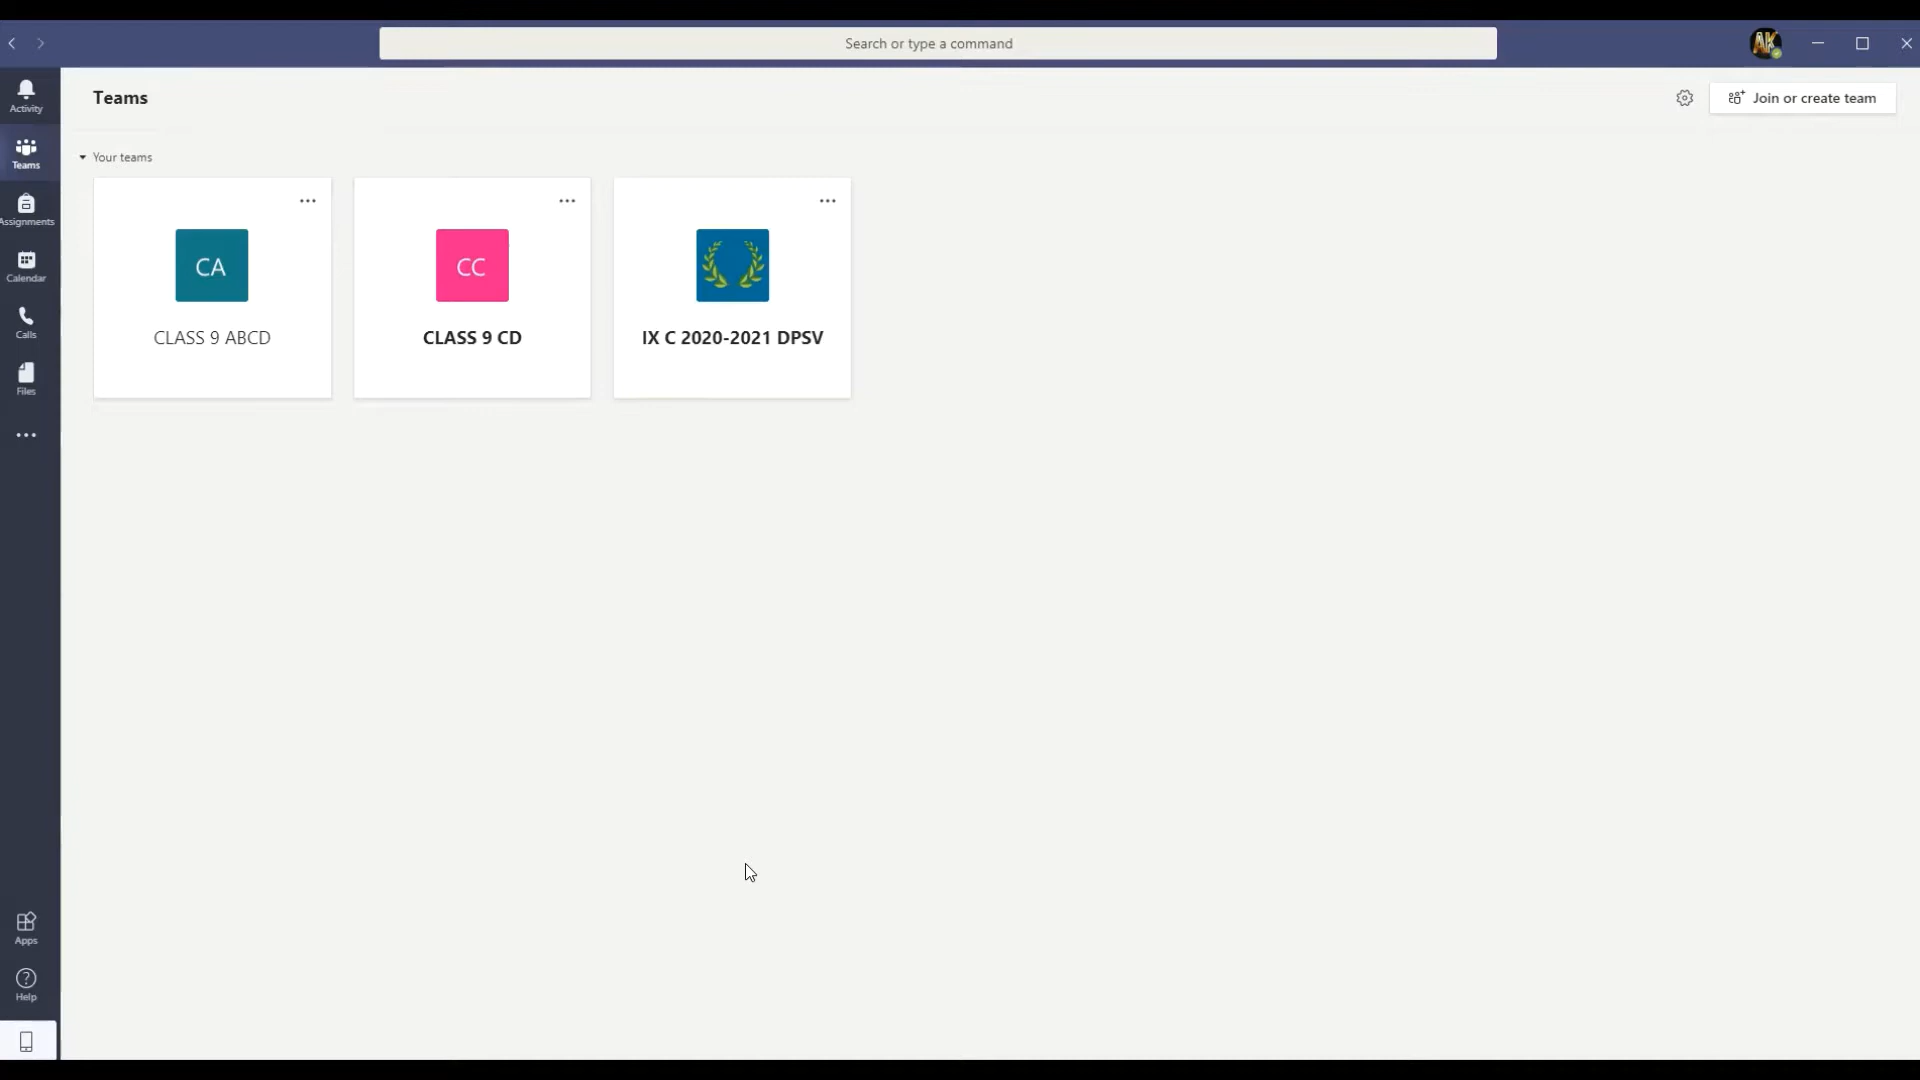 Search or type a command
AK
Activity
Teams
Assignments
Calendar
Calls
Files
Apps
Help
Teams
Join or create team
Your teams
CA
CLASS 9 ABCD
CC
CLASS 9 CD
IX C 2020-2021 DPSV